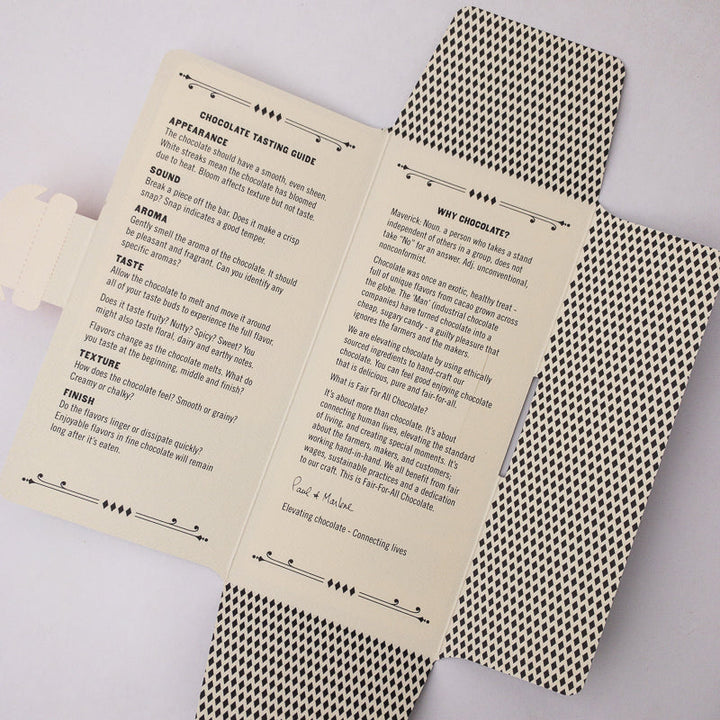 CHOCOLATE TASTING GUIDE
APPEARANCE
The chocolate should have a smooth, even sheen.
White streaks mean the chocolate has bloomed
due to heat. Bloom affects texture but not taste.
SOUND
Break a piece off the bar. Does it make a crisp
snap? Snap indicates a good temper.
AROMA
Gently smell the aroma of the chocolate. It should
be pleasant and fragrant. Can you identify any
specific aromas?
TASTE
Allow the chocolate to melt and move it around
all of your taste buds to experience the full flavor.
Does it taste fruity? Nutty? Spicy? Sweet? You
might also taste floral, dairy and earthy notes.
Flavors change as the chocolate melts. What do
you taste at the beginning, middle and finish?
TEXTURE
How does the chocolate feel? Smooth or grainy?
Creamy or chalky?
FINISH
Do the flavors linger or dissipate quickly?
Enjoyable flavors in fine chocolate will remain
long after it's eaten.
WHY CHOCOLATE?
Maverick: Noun. a person who takes a stand
independent of others in a group, does not
take "No" for an answer. Adj. unconventional,
nonconformist.
Chocolate was once an exotic, healthy treat -
full of unique flavors from cacao grown across
the globe. The 'Man' (industrial chocolate
companies) have turned chocolate into a
cheap, sugary candy - a guilty pleasure that
ignores the farmers and the makers.
We are elevating chocolate by using ethically
sourced ingredients to hand-craft our
chocolate. You can feel good enjoying chocolate
that is delicious, pure and fair-for-all.
What is Fair For All Chocolate?
It's about more than chocolate. It's about
connecting human lives, elevating the standard
of living, and creating special moments. It's
about the farmers, makers, and customers;
working hand-in-hand. We all benefit from fair
wages, sustainable practices and a dedication
to our craft. This is Fair-For-All Chocolate.
Paul + Marlene
Elevating chocolate - Connecting lives